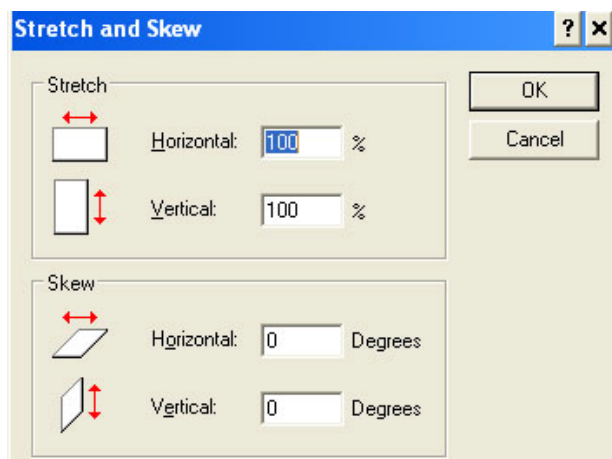 Stretch and Skew
Stretch
OK
Horizontal: 100 %
Cancel
Vertical: 100 %
Skew
Horizontal: 0 Degrees
Vertical: 0 Degrees